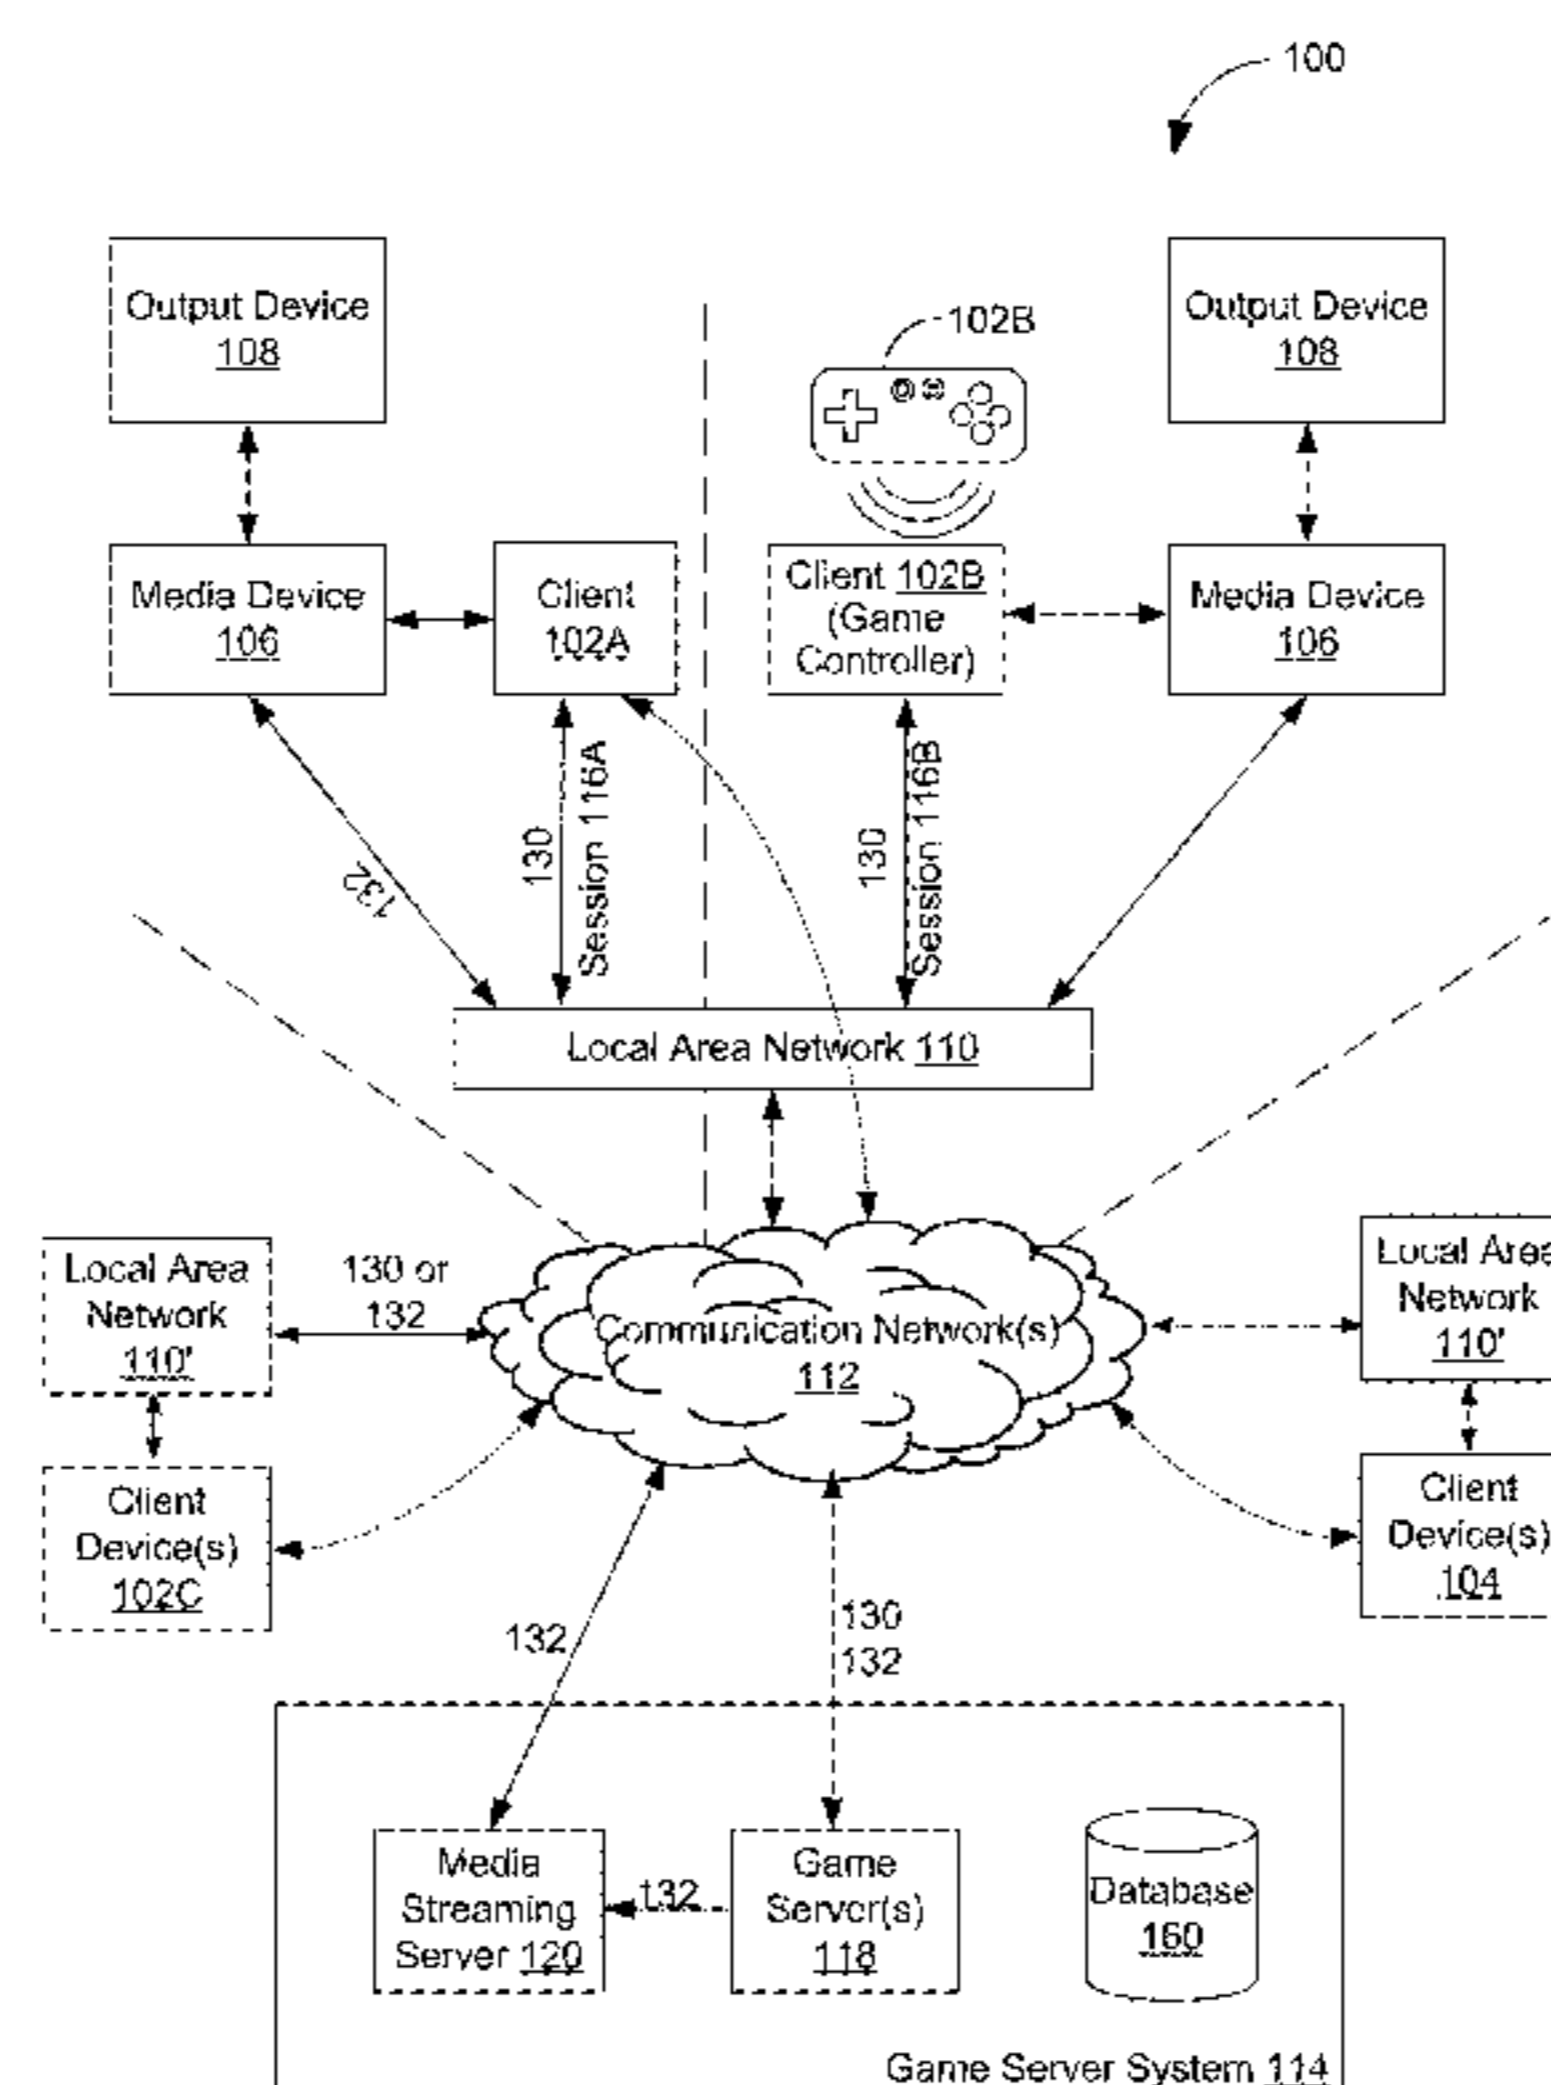 100
Output Device
108
102B
Output Device
108
Media Device
106
Client
102A
Client 102B
(Game
Controller)
Media Device
106
132
130
Session 116A
130
Session 116B
Local Area Network 110
Local Area
Network
110'
130 or
132
Communication Network(s)
112
Local Area
Network
110'
Client
Device(s)
102C
Client
Device(s)
104
132
130
132
Media
Streaming
Server 120
132
Game
Server(s)
118
Database
160
Game Server System 114